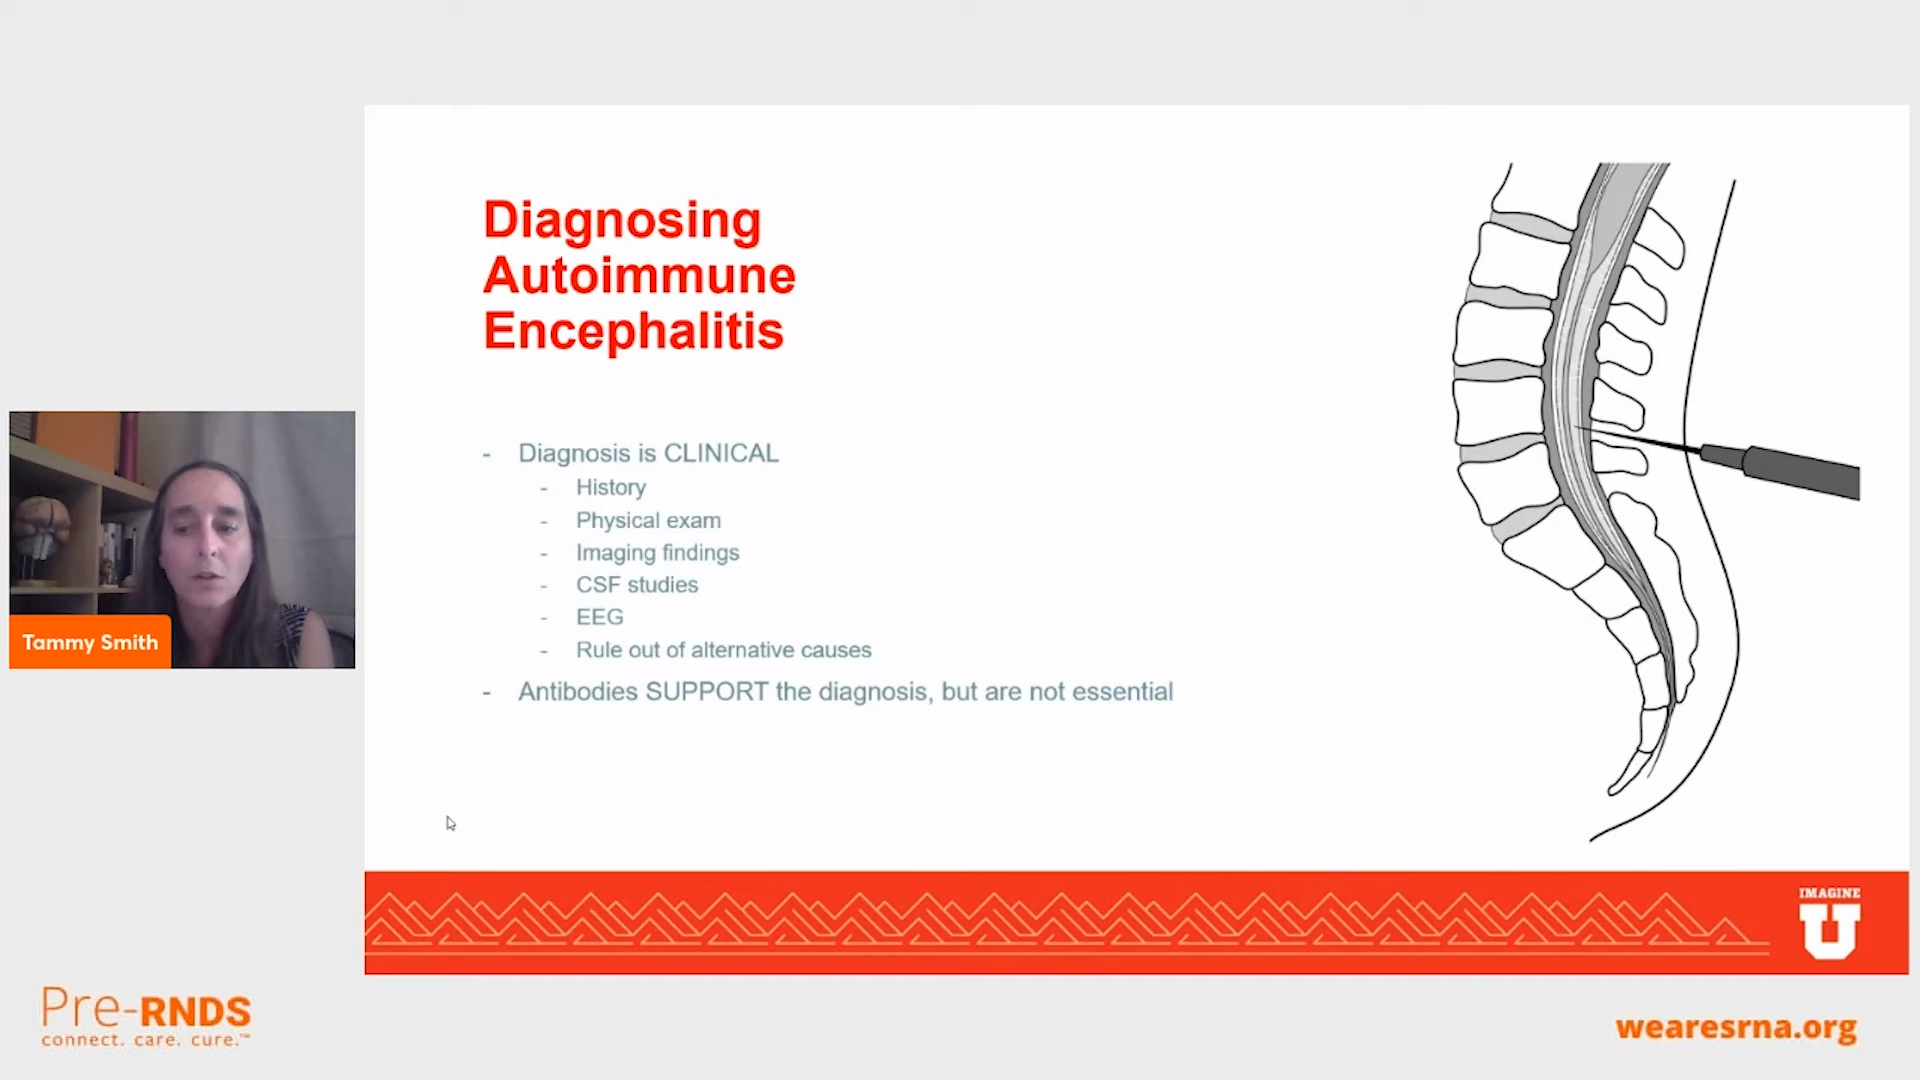 Diagnosing
Autoimmune
Encephalitis
- Diagnosis is CLINICAL
- History
- Physical exam
- Imaging findings
- CSF studies
- EEG
- Rule out of alternative causes
- Antibodies SUPPORT the diagnosis, but are not essential
Tammy Smith
IMAGINE
U
Pre-RNDS
connect. care. cure.™
wearesrna.org